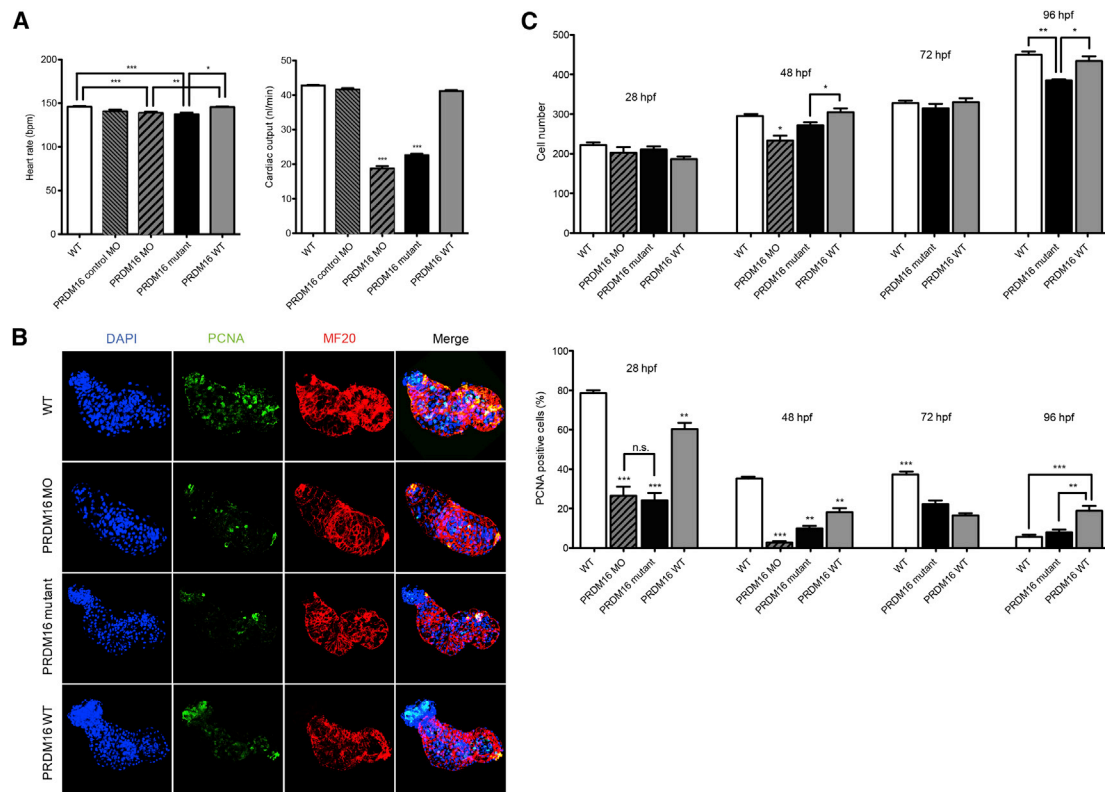 A
Heart rate (bpm)
200
150
100
50
0
***
***
**
*
WT
PRDM16 control MO
PRDM16 MO
PRDM16 mutant
PRDM16 WT
Cardiac output (nl/min)
50
40
30
20
10
0
***
***
WT
PRDM16 control MO
PRDM16 MO
PRDM16 mutant
PRDM16 WT
B
DAPI PCNA MF20 Merge
WT
PRDM16 MO
PRDM16 mutant
PRDM16 WT
C
Cell number
500
400
300
200
100
0
28 hpf
48 hpf
72 hpf
96 hpf
*
*
**
*
WT
PRDM16 MO
PRDM16 mutant
PRDM16 WT
WT
PRDM16 MO
PRDM16 mutant
PRDM16 WT
WT
PRDM16 mutant
PRDM16 WT
WT
PRDM16 mutant
PRDM16 WT
PCNA positive cells (%)
100
80
60
40
20
0
28 hpf
48 hpf
72 hpf
96 hpf
n.s.
***
***
**
***
**
**
***
***
**
WT
PRDM16 MO
PRDM16 mutant
PRDM16 WT
WT
PRDM16 MO
PRDM16 mutant
PRDM16 WT
WT
PRDM16 mutant
PRDM16 WT
WT
PRDM16 mutant
PRDM16 WT